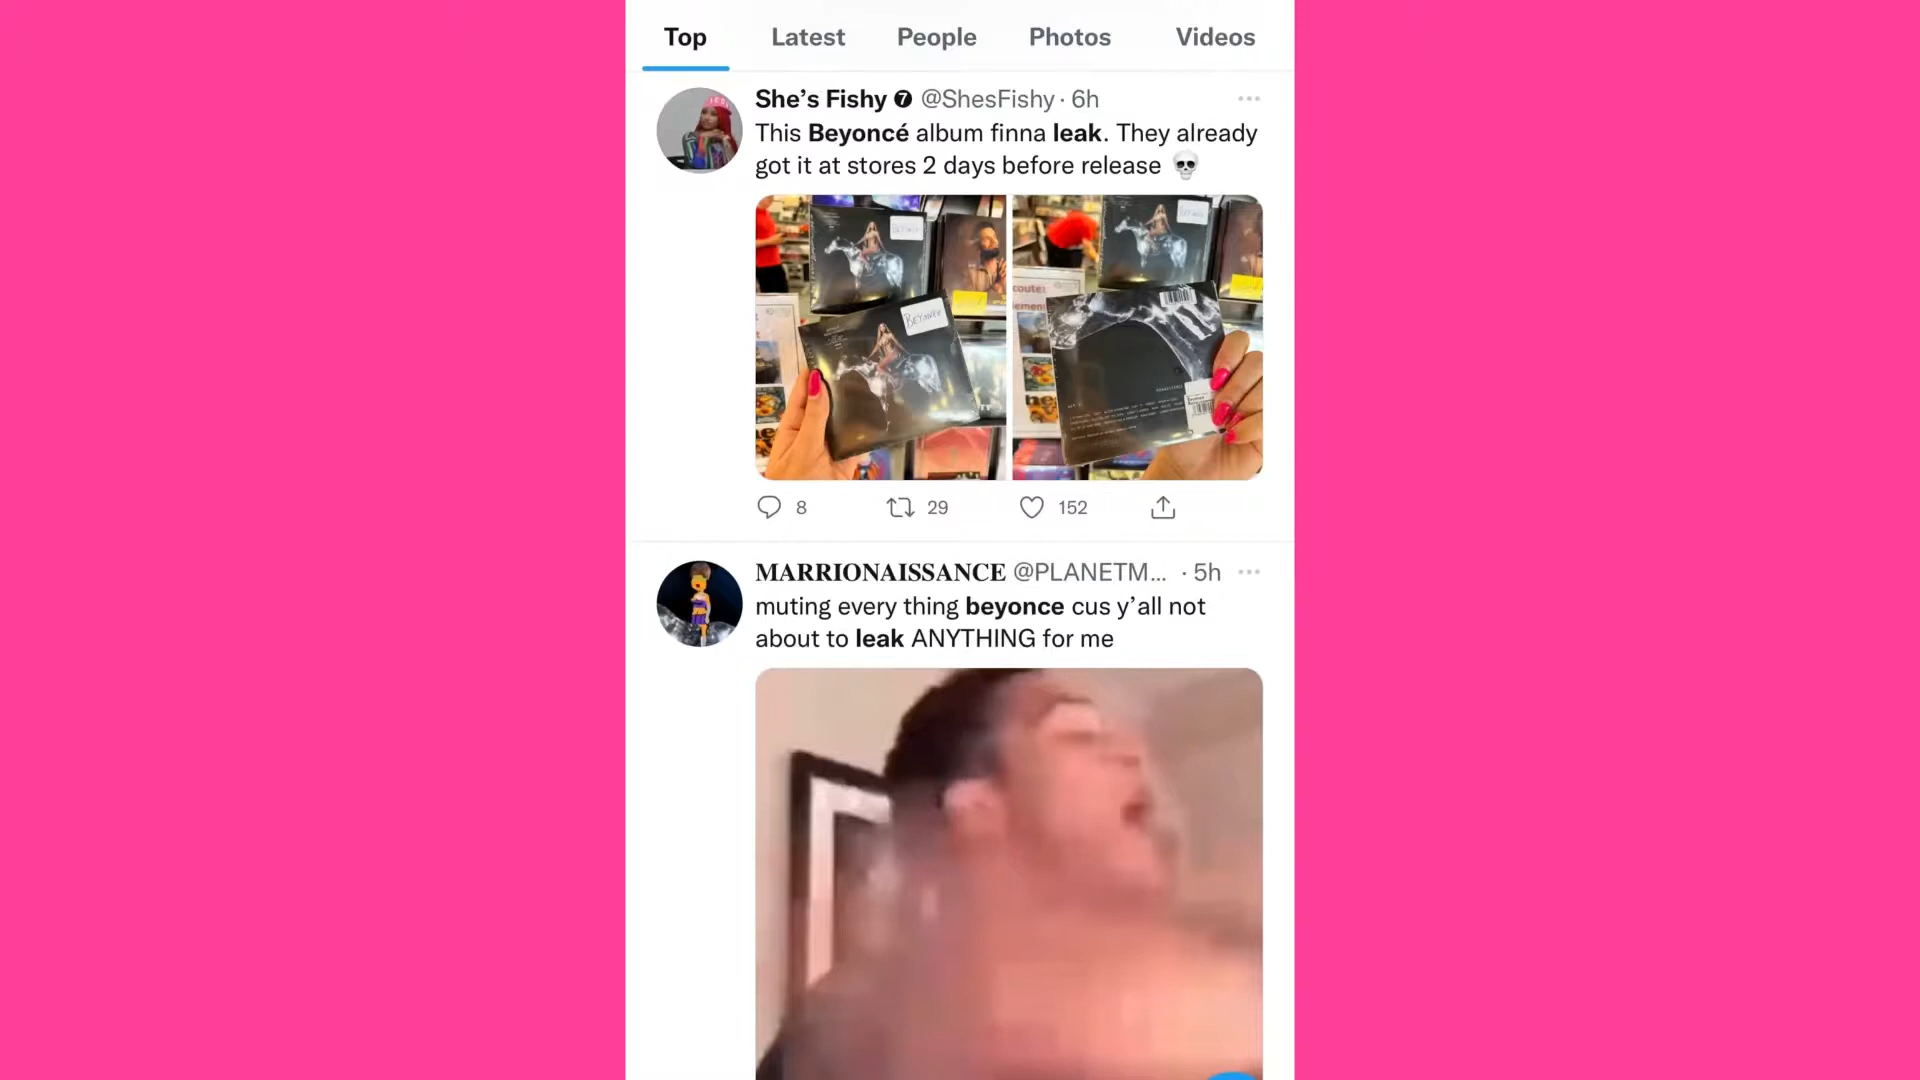 Top Latest People Photos Videos
She’s Fishy 7 @ShesFishy · 6h
This Beyoncé album finna leak. They already
got it at stores 2 days before release 💀
BEYONCE
8 29 152
MARRIONAISSANCE @PLANETM... · 5h
muting every thing beyonce cus y’all not
about to leak ANYTHING for me